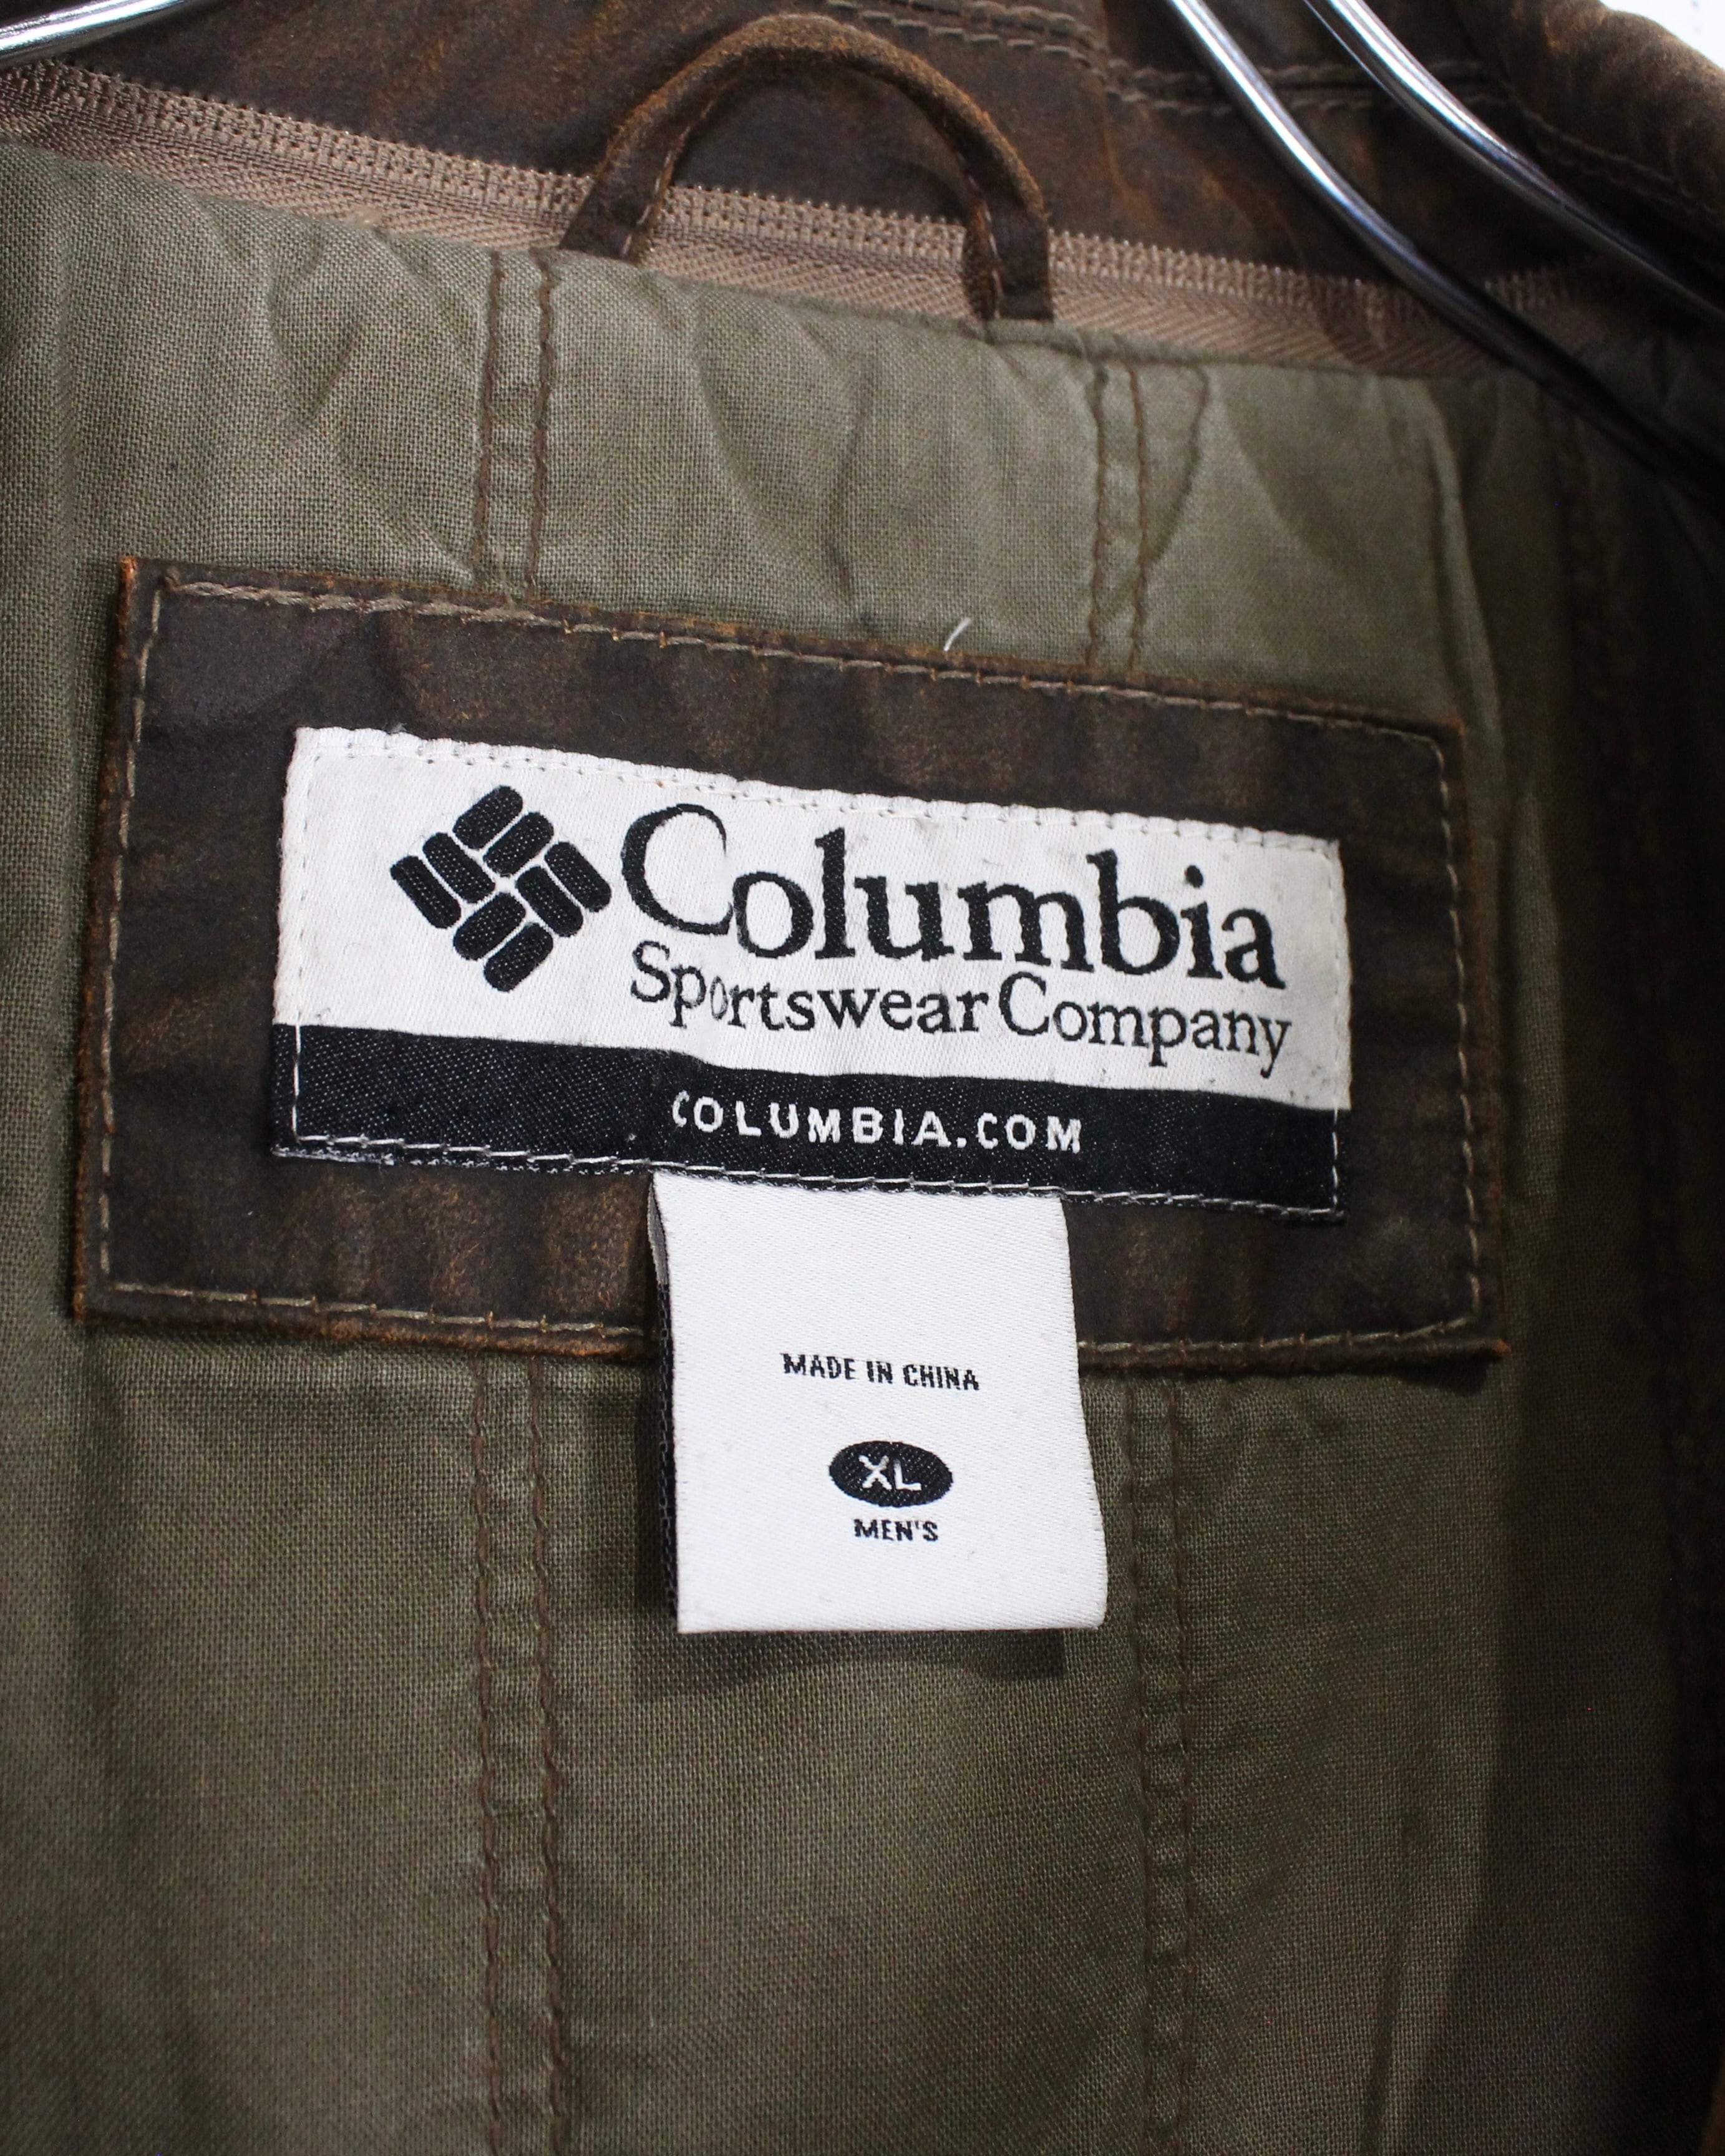 Columbia
Sportswear Company
COLUMBIA.COM
MADE IN CHINA
XL
MEN'S